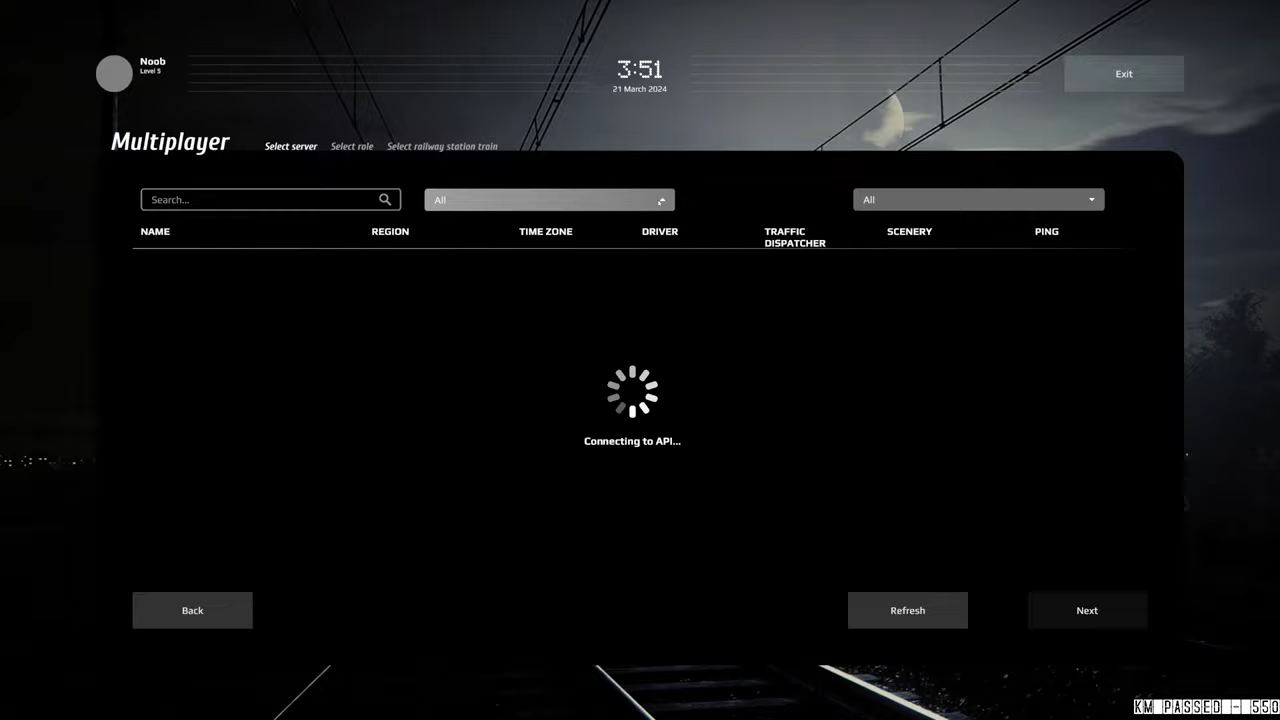 Noob
Level 5
3:51
21 March 2024
Exit
Multiplayer
Select server Select role Select railway station train
Search...
All
All
NAME REGION TIME ZONE DRIVER TRAFFIC DISPATCHER SCENERY PING
Connecting to API...
Back
Refresh
Next
KM PASSED - 550